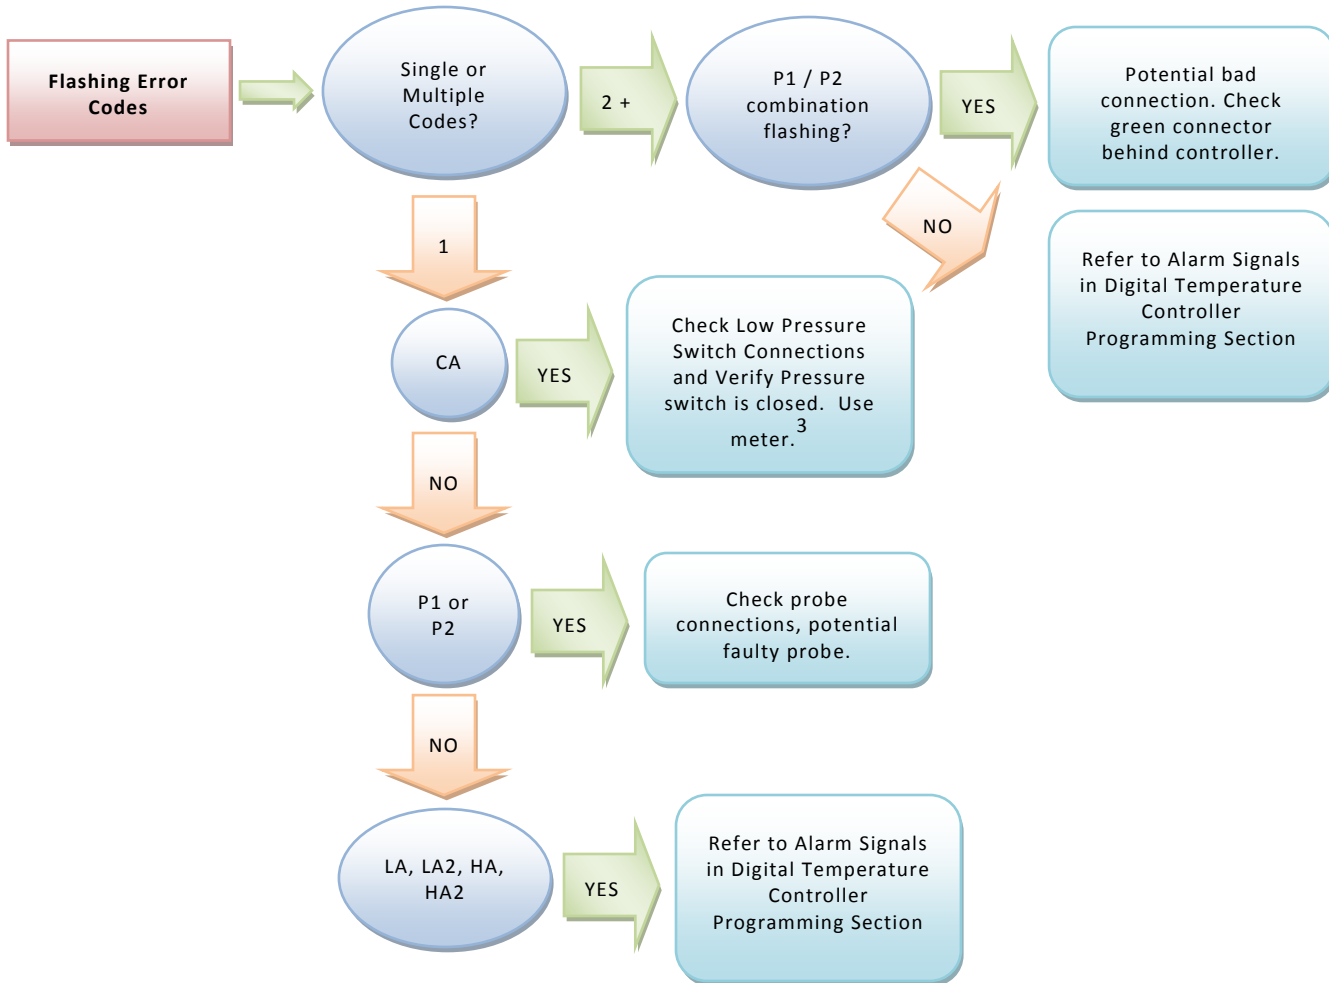 Flashing Error
Codes
Single or
Multiple
Codes?
2 +
P1 / P2
combination
flashing?
YES
Potential bad
connection. Check
green connector
behind controller.
NO
Refer to Alarm Signals
in Digital Temperature
Controller
Programming Section
1
CA
YES
Check Low Pressure
Switch Connections
and Verify Pressure
switch is closed. Use
meter.3
NO
P1 or
P2
YES
Check probe
connections, potential
faulty probe.
NO
LA, LA2, HA,
HA2
YES
Refer to Alarm Signals
in Digital Temperature
Controller
Programming Section